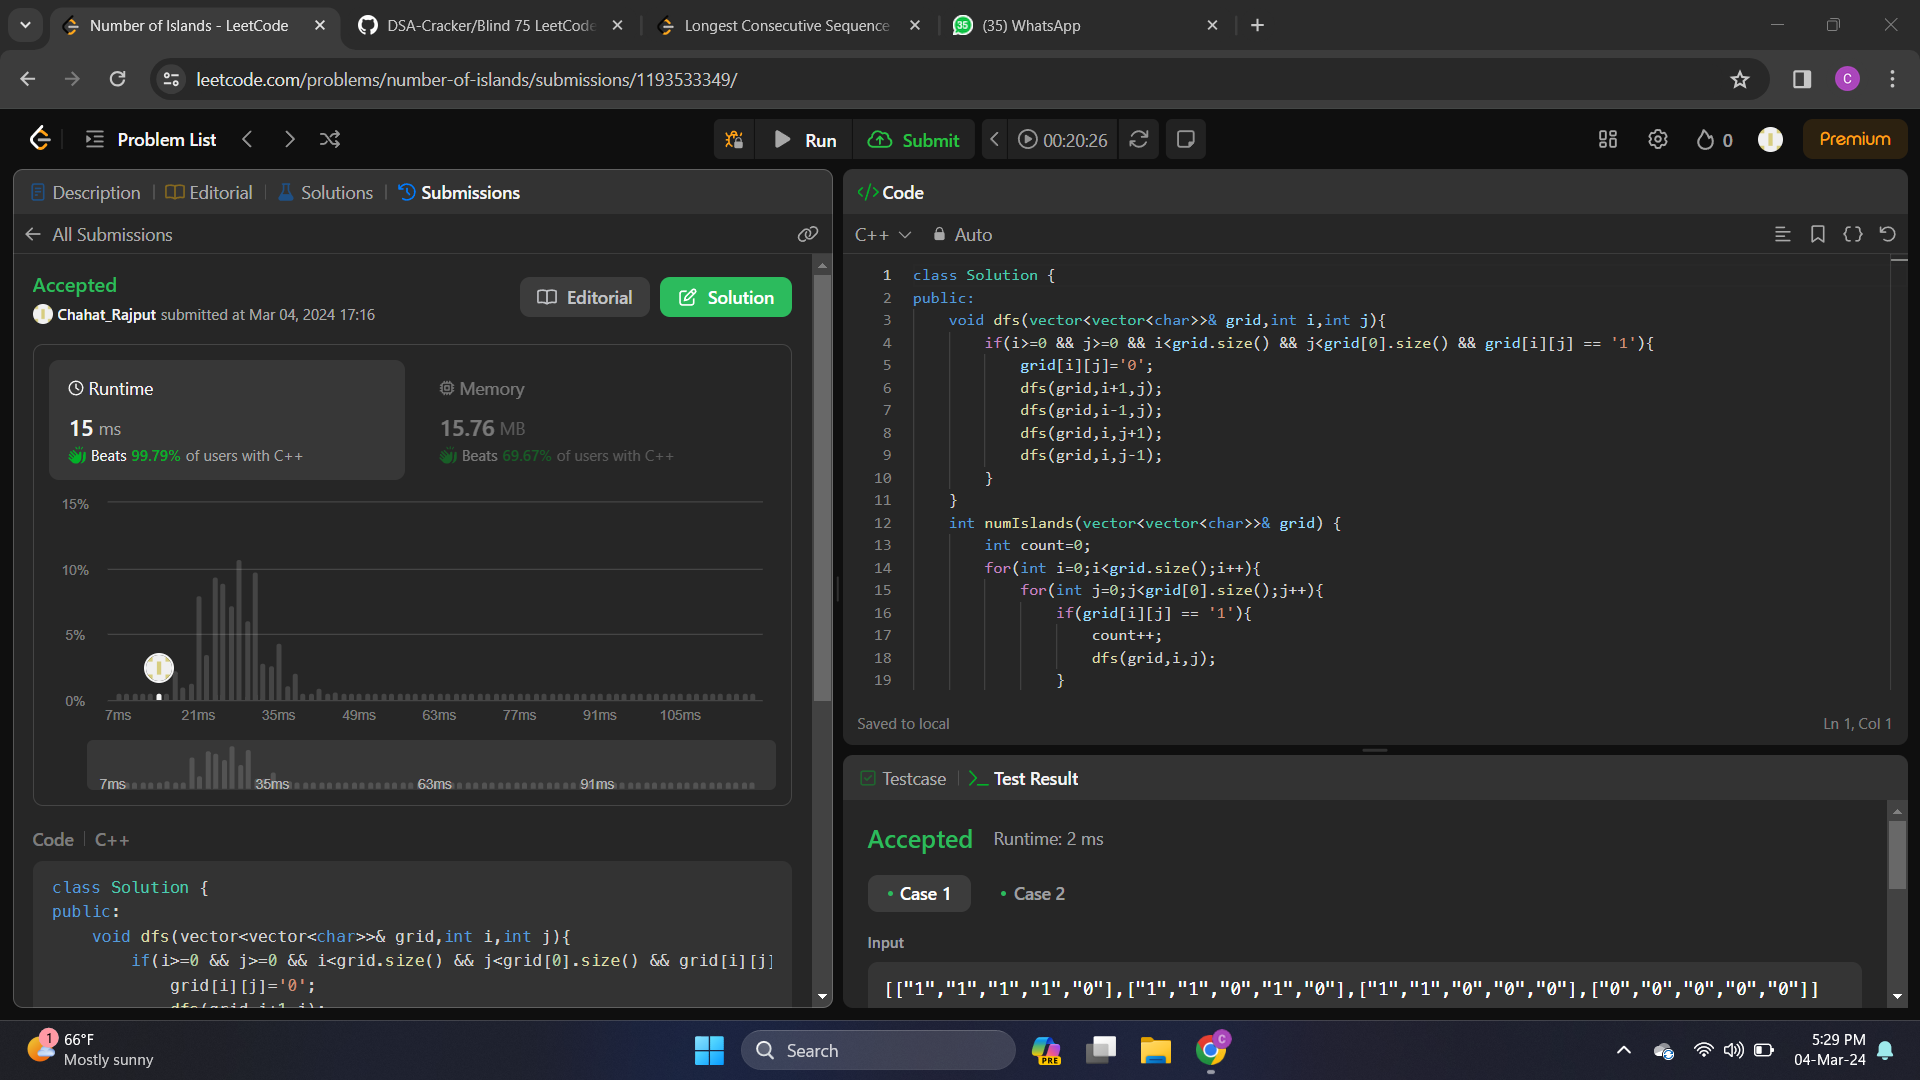 Number of Islands - LeetCode
DSA-Cracker/Blind 75 LeetCode
Longest Consecutive Sequence
35
(35) WhatsApp
leetcode.com/problems/number-of-islands/submissions/1193533349/
C
Problem List
Run
Submit
00:20:26
0
Premium
Description
Editorial
Solutions
Submissions
All Submissions
Accepted
Chahat_Rajput submitted at Mar 04, 2024 17:16
Editorial
Solution
Runtime
15 ms
Beats 99.79% of users with C++
Memory
15.76 MB
Beats 69.67% of users with C++
15%
10%
5%
0%
7ms 21ms 35ms 49ms 63ms 77ms 91ms 105ms
7ms 35ms 63ms 91ms
Code C++
class Solution {
public:
void dfs(vector<vector<char>>& grid,int i,int j){
if(i>=0 && j>=0 && i<grid.size() && j<grid[0].size() && grid[i][j]
grid[i][j]='0';
dfs(grid,i+1,j);
</> Code
C++
Auto
1 class Solution {
2 public:
3 void dfs(vector<vector<char>>& grid,int i,int j){
4 if(i>=0 && j>=0 && i<grid.size() && j<grid[0].size() && grid[i][j] == '1'){
5 grid[i][j]='0';
6 dfs(grid,i+1,j);
7 dfs(grid,i-1,j);
8 dfs(grid,i,j+1);
9 dfs(grid,i,j-1);
10 }
11 }
12 int numIslands(vector<vector<char>>& grid) {
13 int count=0;
14 for(int i=0;i<grid.size();i++){
15 for(int j=0;j<grid[0].size();j++){
16 if(grid[i][j] == '1'){
17 count++;
18 dfs(grid,i,j);
19 }
Saved to local
Ln 1, Col 1
Testcase
Test Result
Accepted
Runtime: 2 ms
• Case 1
• Case 2
Input
[["1","1","1","1","0"],["1","1","0","1","0"],["1","1","0","0","0"],["0","0","0","0","0"]]
1
66°F
Mostly sunny
Search
PRE
C
5:29 PM
04-Mar-24